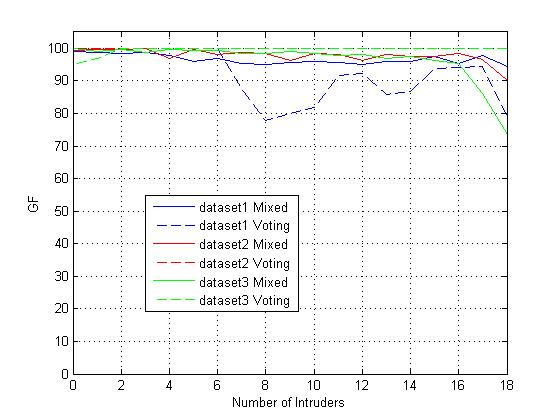 100
90
80
70
60
50
40
30
20
10
0
GF
dataset1 Mixed
dataset1 Voting
dataset2 Mixed
dataset2 Voting
dataset3 Mixed
dataset3 Voting
0 2 4 6 8 10 12 14 16 18
Number of Intruders